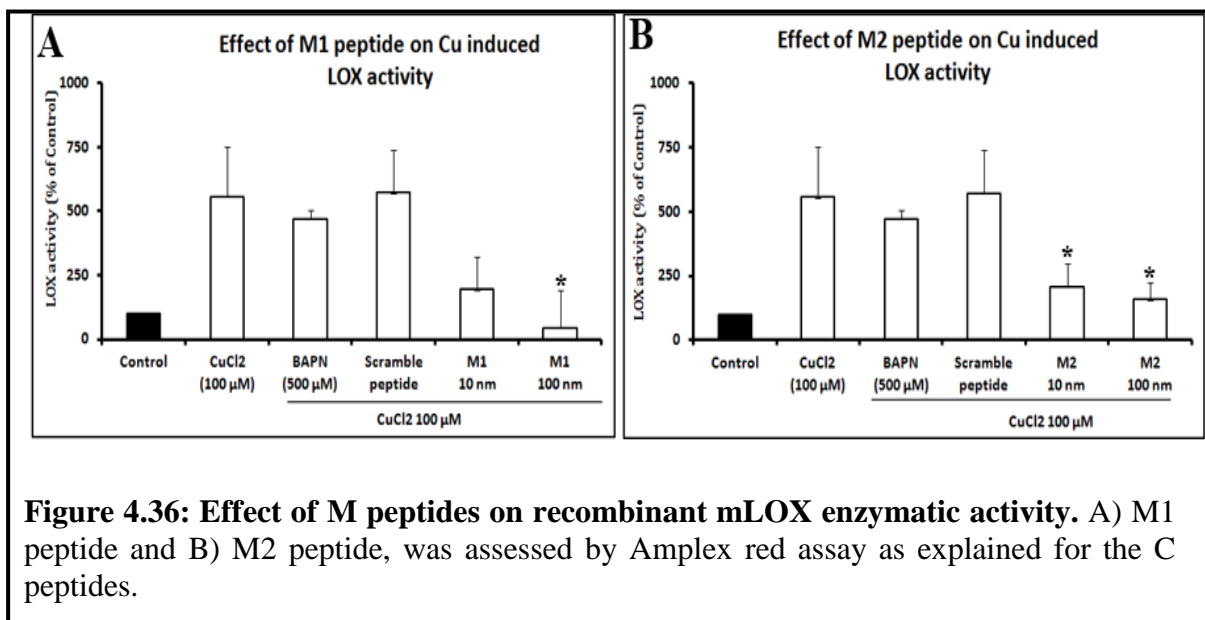 A
Effect of M1 peptide on Cu induced
LOX activity
LOX activity (% of Control)
1000
750
500
250
0
*
Control
CuCl2
(100 µM)
BAPN
(500 µM)
Scramble
peptide
M1
10 nm
M1
100 nm
CuCl2 100 µM
B
Effect of M2 peptide on Cu induced
LOX activity
LOX activity (% of Control)
1000
750
500
250
0
*
*
Control
CuCl2
(100 µM)
BAPN
(500 µM)
Scramble
peptide
M2
10 nm
M2
100 nm
CuCl2 100 µM
Figure 4.36: Effect of M peptides on recombinant mLOX enzymatic activity. A) M1
peptide and B) M2 peptide, was assessed by Amplex red assay as explained for the C
peptides.